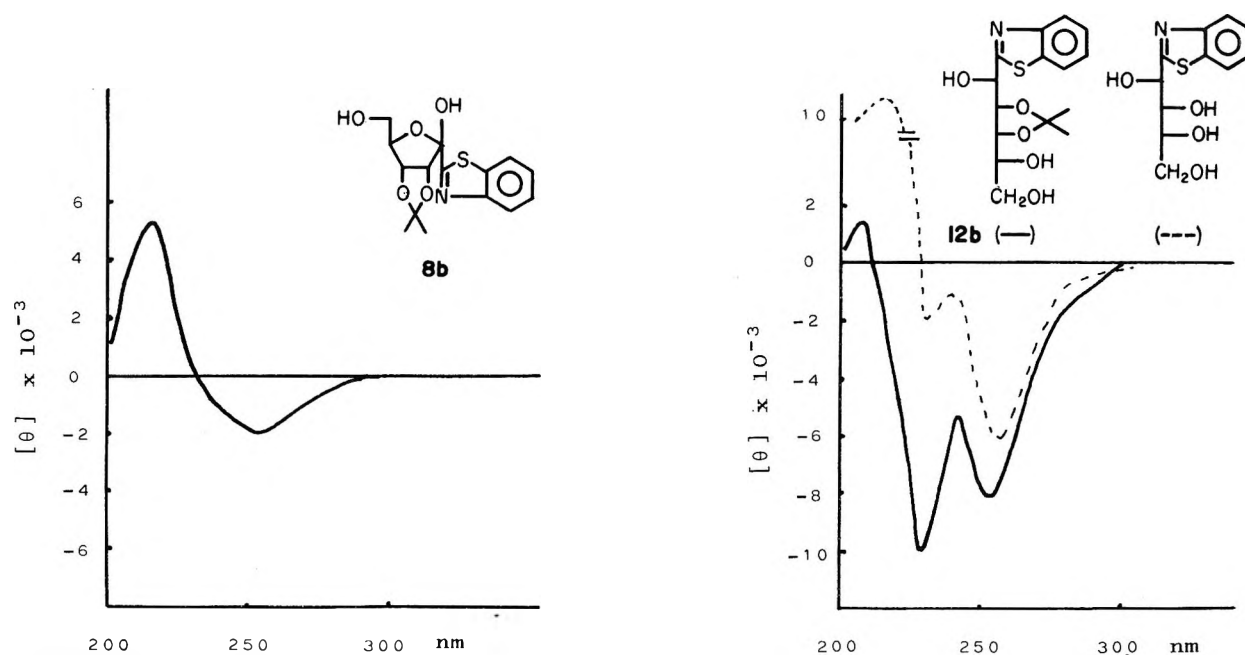 HO
OH
O
S
O
O
N
8b
6
4
2
0
-2
-4
-6
[θ] x 10⁻³
200
250
300
nm
N
S
HO
O
O
OH
CH₂OH
12b (—)
N
S
HO
OH
OH
CH₂OH
(---)
10
2
0
-2
-4
-6
-8
-10
[θ] x 10⁻³
200
250
300
nm